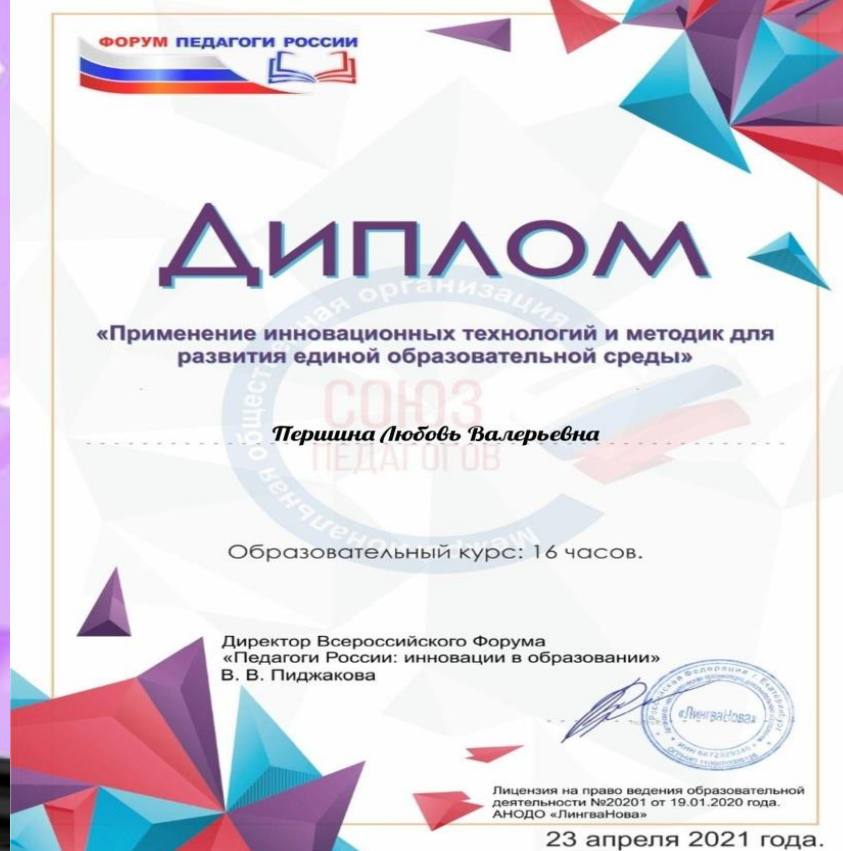 ФОРУМ ПЕДАГОГИ РОССИИ
ДИПЛОМ
«Применение инновационных технологий и методик для
развития единой образовательной среды»
СОЮЗ
ПЕДАГОГОВ
Першина Любовь Валерьевна
Образовательный курс: 16 часов.
Директор Всероссийского Форума
«Педагоги России: инновации в образовании»
В. В. Пиджакова
«ЛингваНова»
Лицензия на право ведения образовательной
деятельности №20201 от 19.01.2020 года.
АНОДО «ЛингваНова»
23 апреля 2021 года.